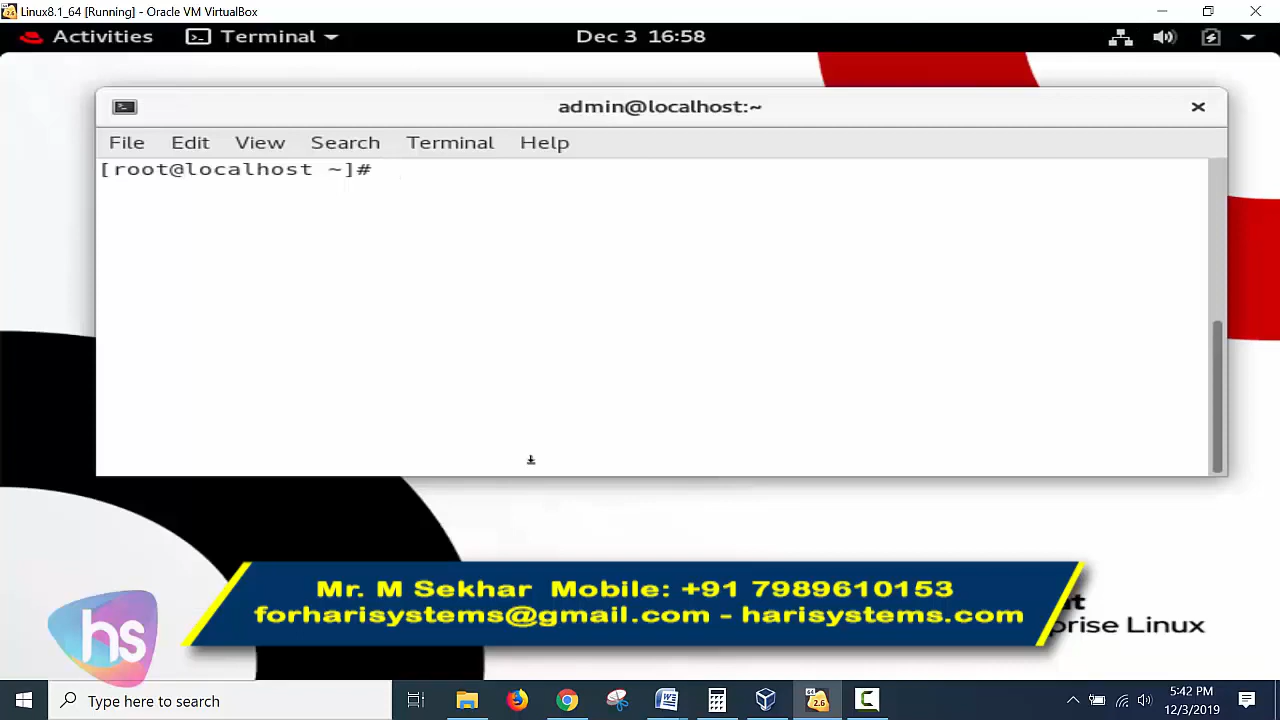 Linux8.1_64 [Running] - Oracle VM VirtualBox
Activities Terminal Dec 3 16:58
admin@localhost:~
File Edit View Search Terminal Help
[root@localhost ~]#
Mr. M Sekhar Mobile: +91 7989610153
forharisystems@gmail.com - harisystems.com
hs
prise Linux
Type here to search
2.6
5:42 PM
12/3/2019